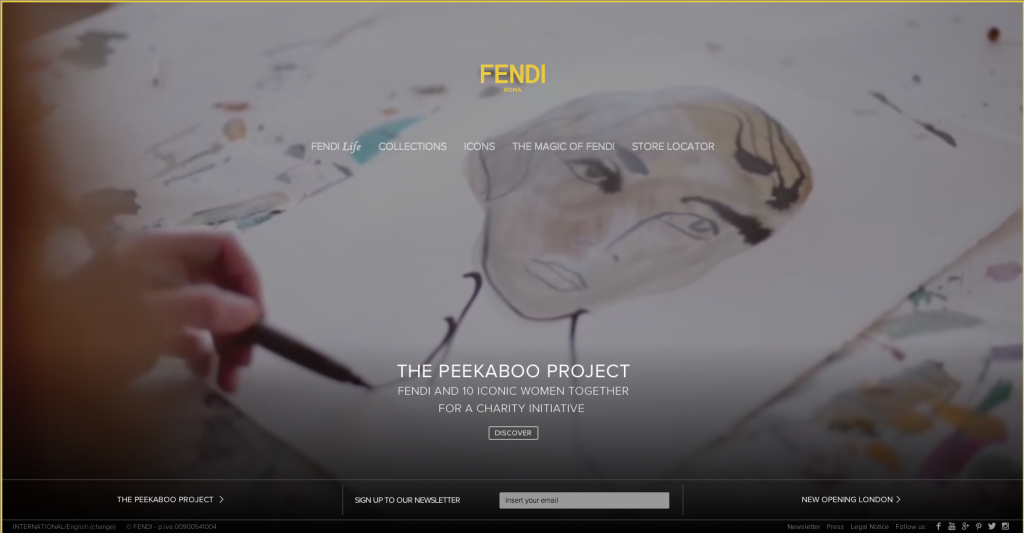 FENDI
ROMA
FENDI Life COLLECTIONS ICONS THE MAGIC OF FENDI STORE LOCATOR
THE PEEKABOO PROJECT
FENDI AND 10 ICONIC WOMEN TOGETHER
FOR A CHARITY INITIATIVE
DISCOVER
THE PEEKABOO PROJECT
SIGN UP TO OUR NEWSLETTER
Insert your email
NEW OPENING LONDON
INTERNATIONAL/English (change) © FENDI - p.iva 00900541004
Newsletter Press Legal Notice Follow us: